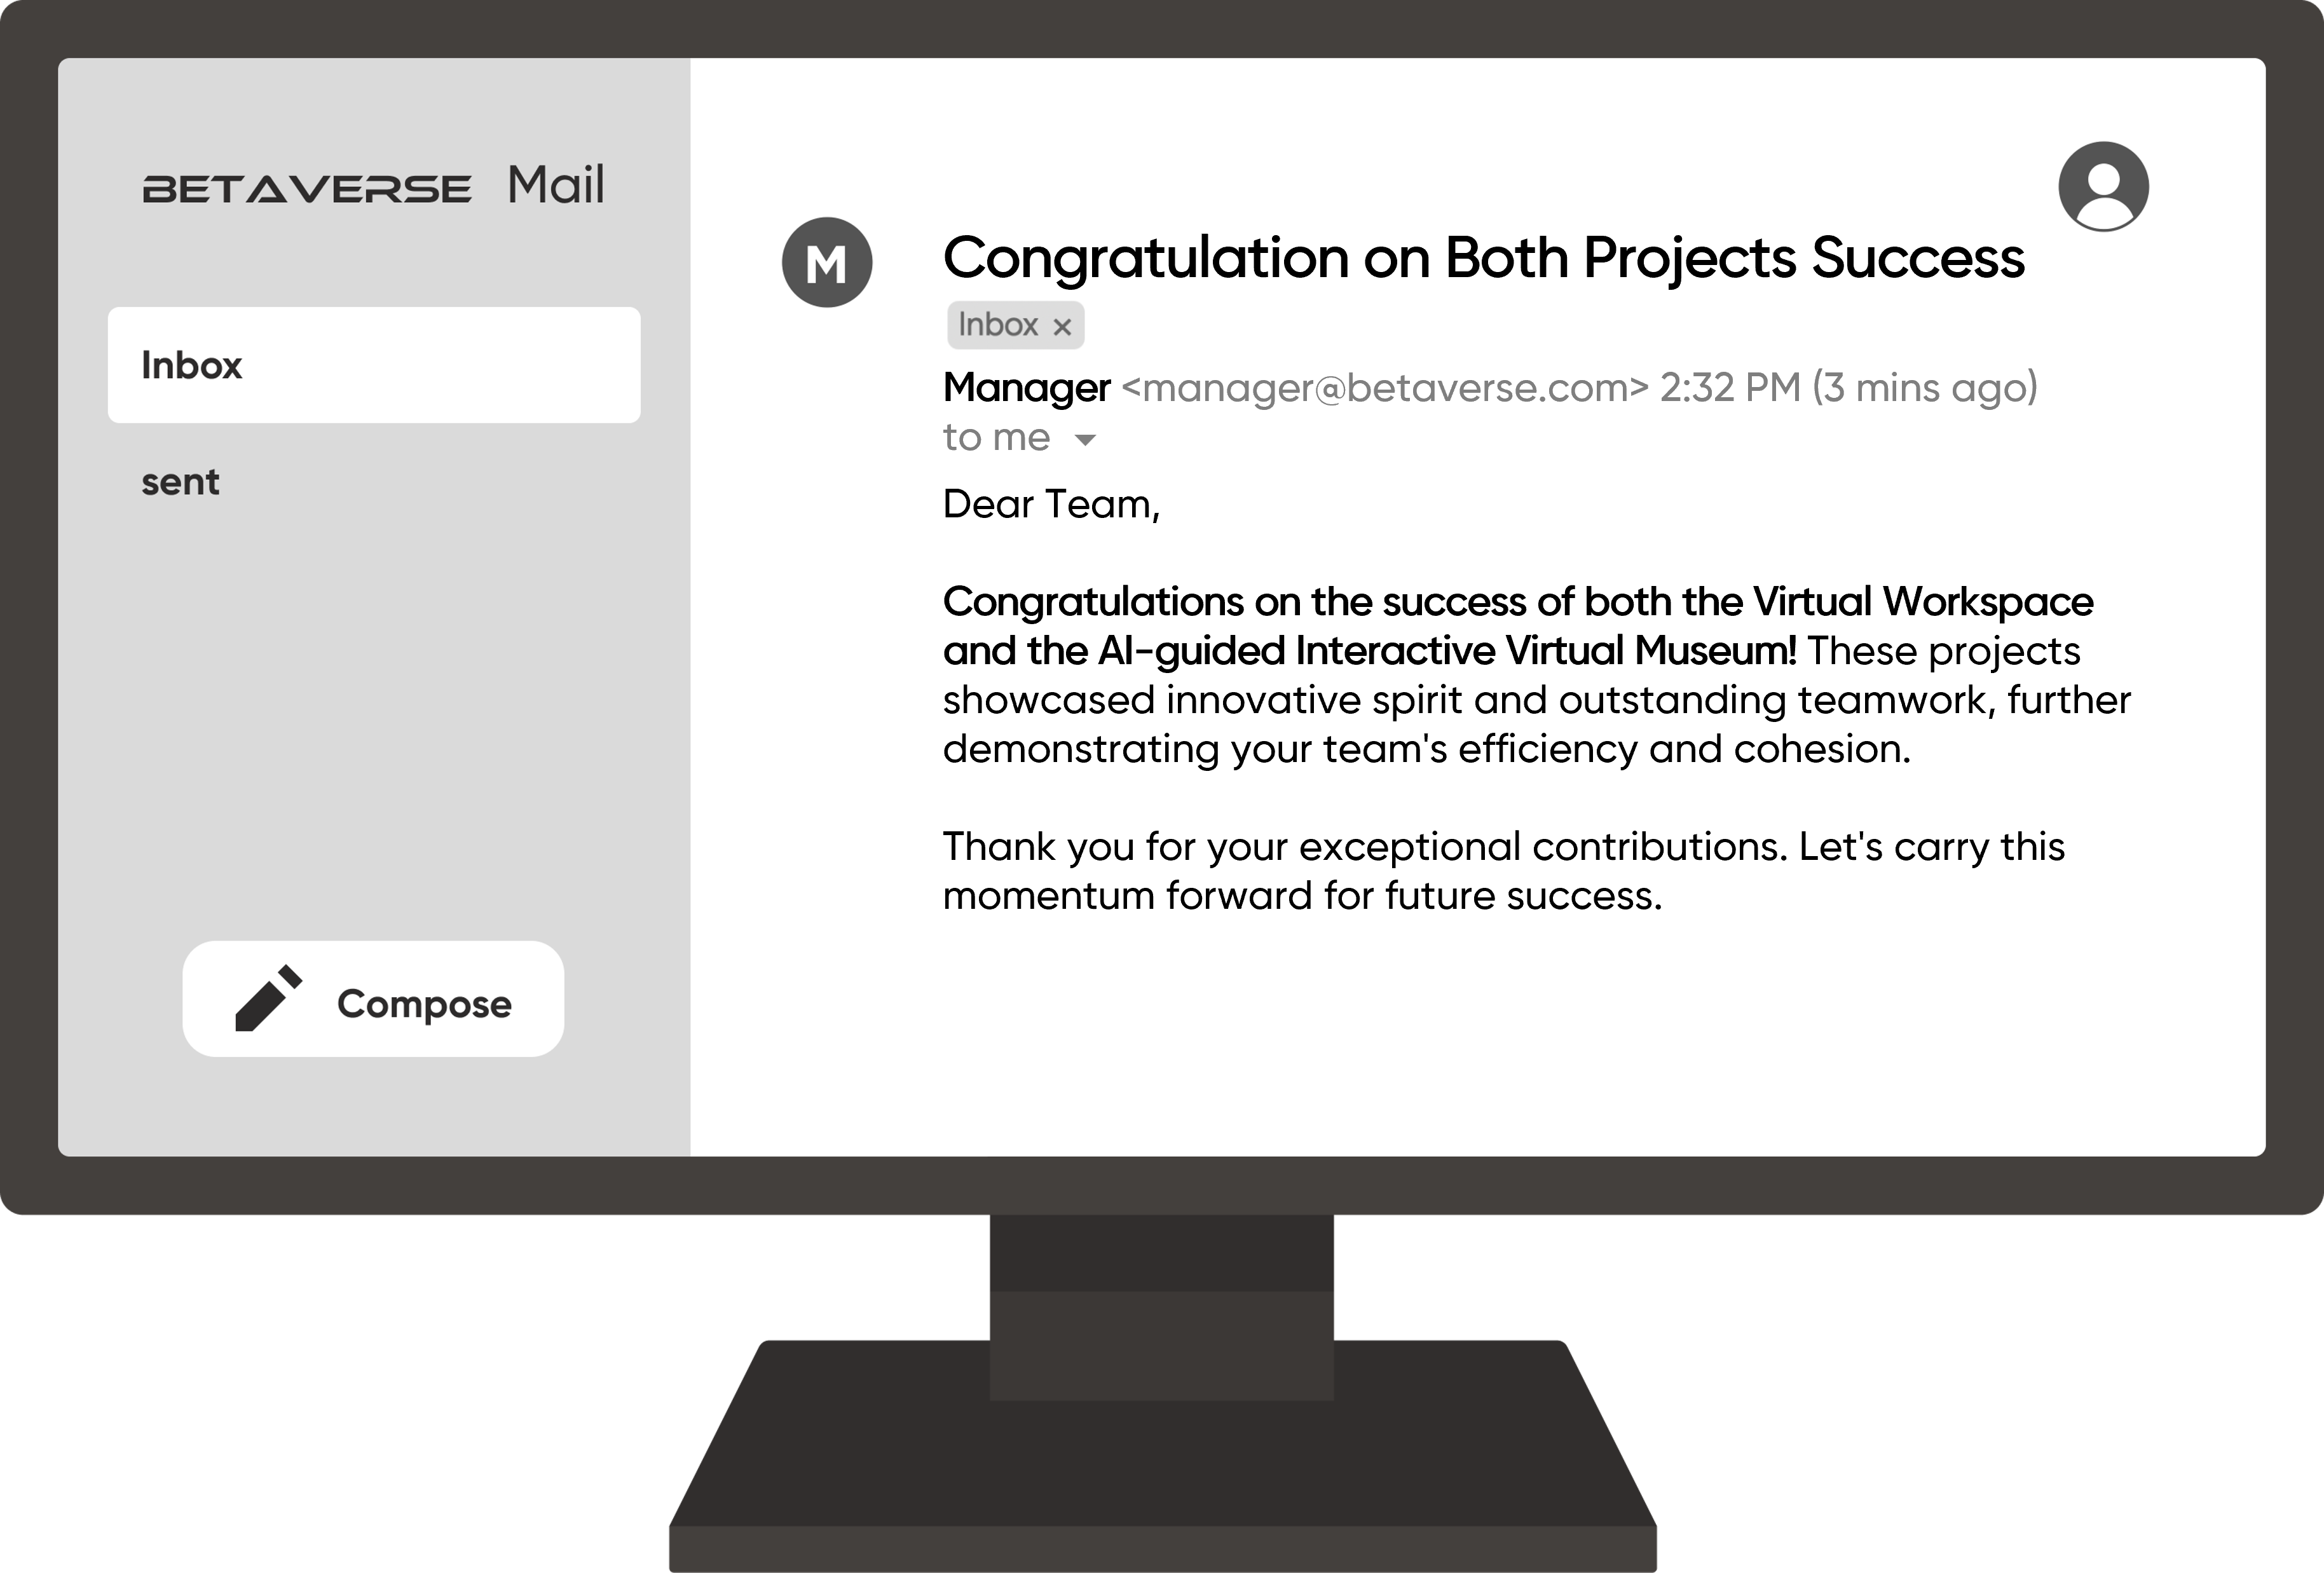 BETAVERSE Mail
Inbox
sent
Compose
M
Congratulation on Both Projects Success
Inbox ×
Manager <manager@betaverse.com> 2:32 PM (3 mins ago)
to me
Dear Team,
Congratulations on the success of both the Virtual Workspace
and the AI-guided Interactive Virtual Museum! These projects
showcased innovative spirit and outstanding teamwork, further
demonstrating your team's efficiency and cohesion.
Thank you for your exceptional contributions. Let's carry this
momentum forward for future success.